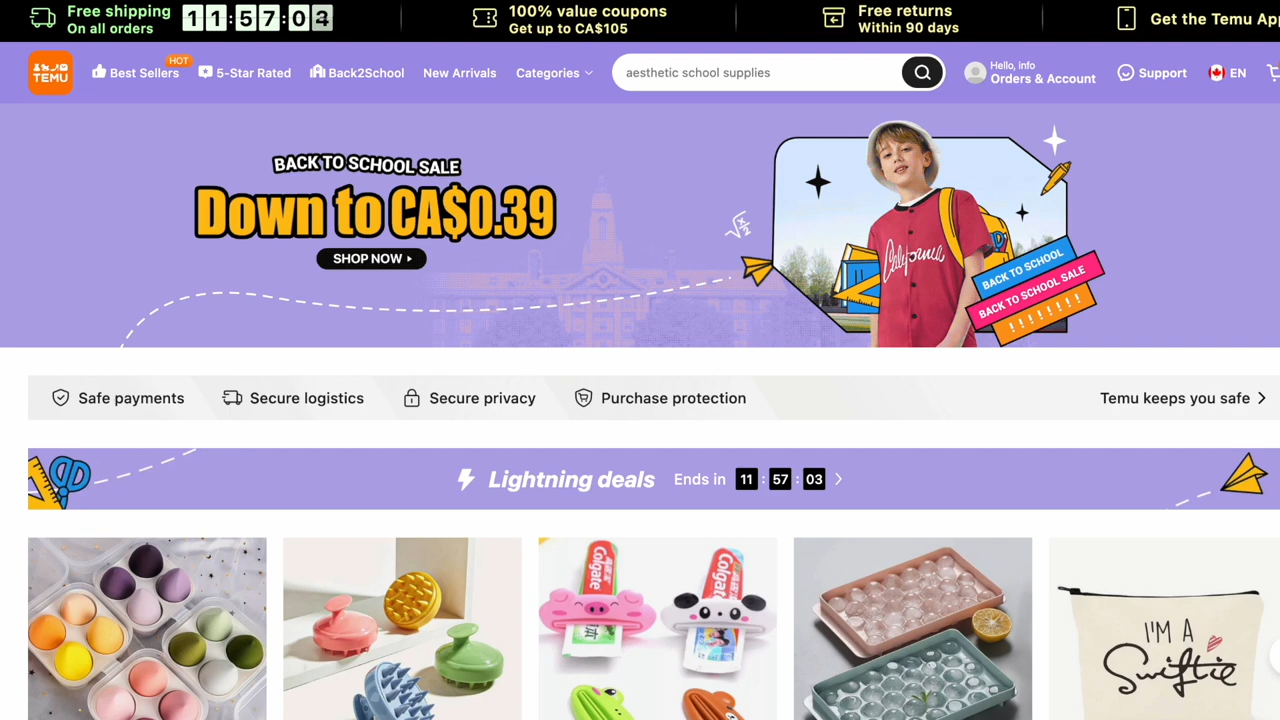 Free shipping
On all orders
11:57:0
100% value coupons
Get up to CA$105
Free returns
Within 90 days
Get the Temu
TEMU
Best Sellers
HOT
5-Star Rated
Back2School
New Arrivals
Categories
aesthetic school supplies
Hello, info
Orders & Account
Support
EN
BACK TO SCHOOL SALE
Down to CA$0.39
SHOP NOW
California
BACK TO SCHOOL
BACK TO SCHOOL SALE
!!!!!!!!
Safe payments
Secure logistics
Secure privacy
Purchase protection
Temu keeps you safe
Lightning deals
Ends in 11 : 57 : 03
Colgate
Colgate
I'M A
Swiftie